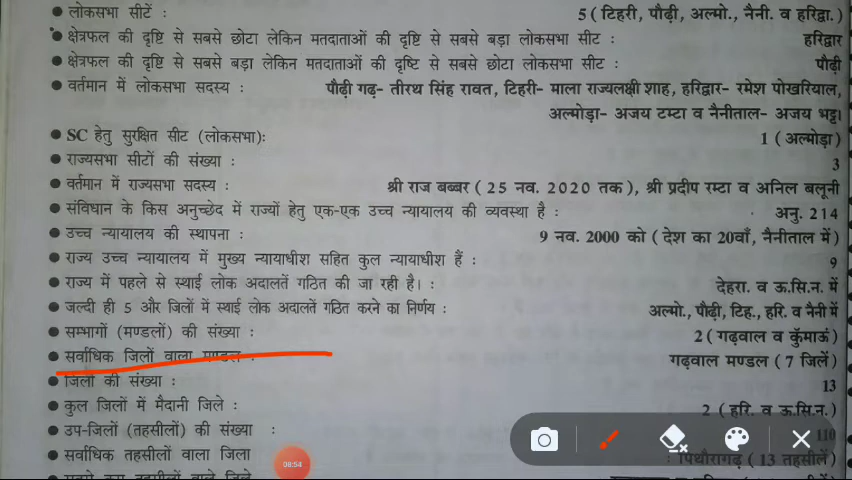 • लोकसभा सीटें : 5 ( टिहरी, पौढ़ी, अल्मो., नैनी. व हरिद्वा.)
• क्षेत्रफल की दृष्टि से सबसे छोटा लेकिन मतदाताओं की दृष्टि से सबसे बड़ा लोकसभा सीट : हरिद्वार
• क्षेत्रफल की दृष्टि से सबसे बड़ा लेकिन मतदाताओं की दृष्टि से सबसे छोटा लोकसभा सीट : पौढ़ी
• वर्तमान में लोकसभा सदस्य : पौढ़ी गढ़- तीरथ सिंह रावत, टिहरी- माला राज्यलक्षी शाह, हरिद्वार- रमेश पोखरियाल,
अल्मोड़ा- अजय टम्टा व नैनीताल- अजय भट्ट।
• SC हेतु सुरक्षित सीट (लोकसभा): 1 ( अल्मोड़ा)
• राज्यसभा सीटों की संख्या : 3
• वर्तमान में राज्यसभा सदस्य : श्री राज बब्बर ( 25 नव. 2020 तक ), श्री प्रदीप रम्टा व अनिल बलूनी
• संविधान के किस अनुच्छेद में राज्यों हेतु एक-एक उच्च न्यायालय की व्यवस्था है : अनु. 214
• उच्च न्यायालय की स्थापना : 9 नव. 2000 को ( देश का 20वाँ, नैनीताल में )
• राज्य उच्च न्यायालय में मुख्य न्यायाधीश सहित कुल न्यायाधीश हैं : 9
• राज्य में पहले से स्थाई लोक अदालतें गठित की जा रही है। : देहरा. व ऊ.सि.न. में
• जल्दी ही 5 और जिलों में स्थाई लोक अदालतें गठित करने का निर्णय : अल्मो., पौढ़ी, टिह., हरि. व नैनी में
• सम्भागों (मण्डलों) की संख्या : 2 ( गढ़वाल व कुँमाऊं )
• सर्वाधिक जिलों वाला मण्डल : गढ़वाल मण्डल ( 7 जिलें )
• जिलों की संख्या : 13
• कुल जिलों में मैदानी जिले : 2 ( हरि. व ऊ.सि.न. )
• उप-जिलों (तहसीलों) की संख्या : 110
• सर्वाधिक तहसीलों वाला जिला : पिथौरागढ़ ( 13 तहसीलें )
08:54